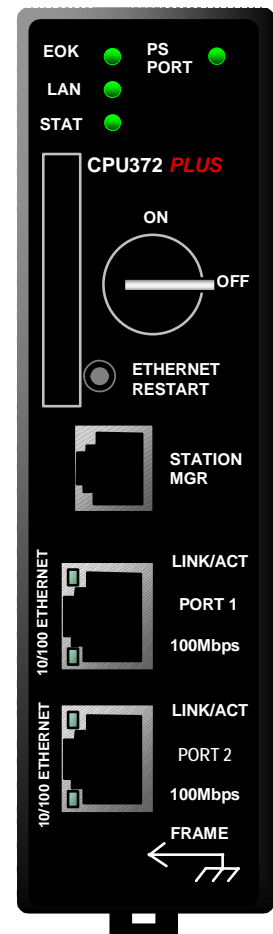 EOK
PS
PORT
LAN
STAT
CPU372 PLUS
ON
OFF
ETHERNET
RESTART
STATION
MGR
10/100 ETHERNET
LINK/ACT
PORT 1
100Mbps
10/100 ETHERNET
LINK/ACT
PORT 2
100Mbps
FRAME